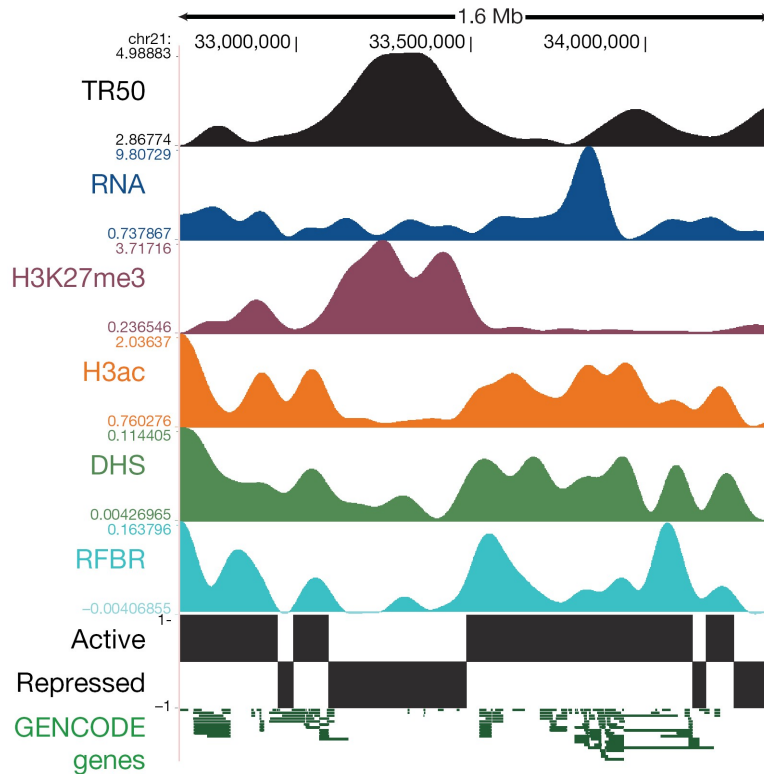 1.6 Mb
chr21: 33,000,000| 33,500,000| 34,000,000|
4.98883
TR50
2.86774
9.80729
RNA
0.737867
3.71716
H3K27me3
0.236546
2.03637
H3ac
0.760276
0.114405
DHS
0.00426965
0.163796
RFBR
−0.00406855
1-
Active
Repressed
−1
GENCODE
genes